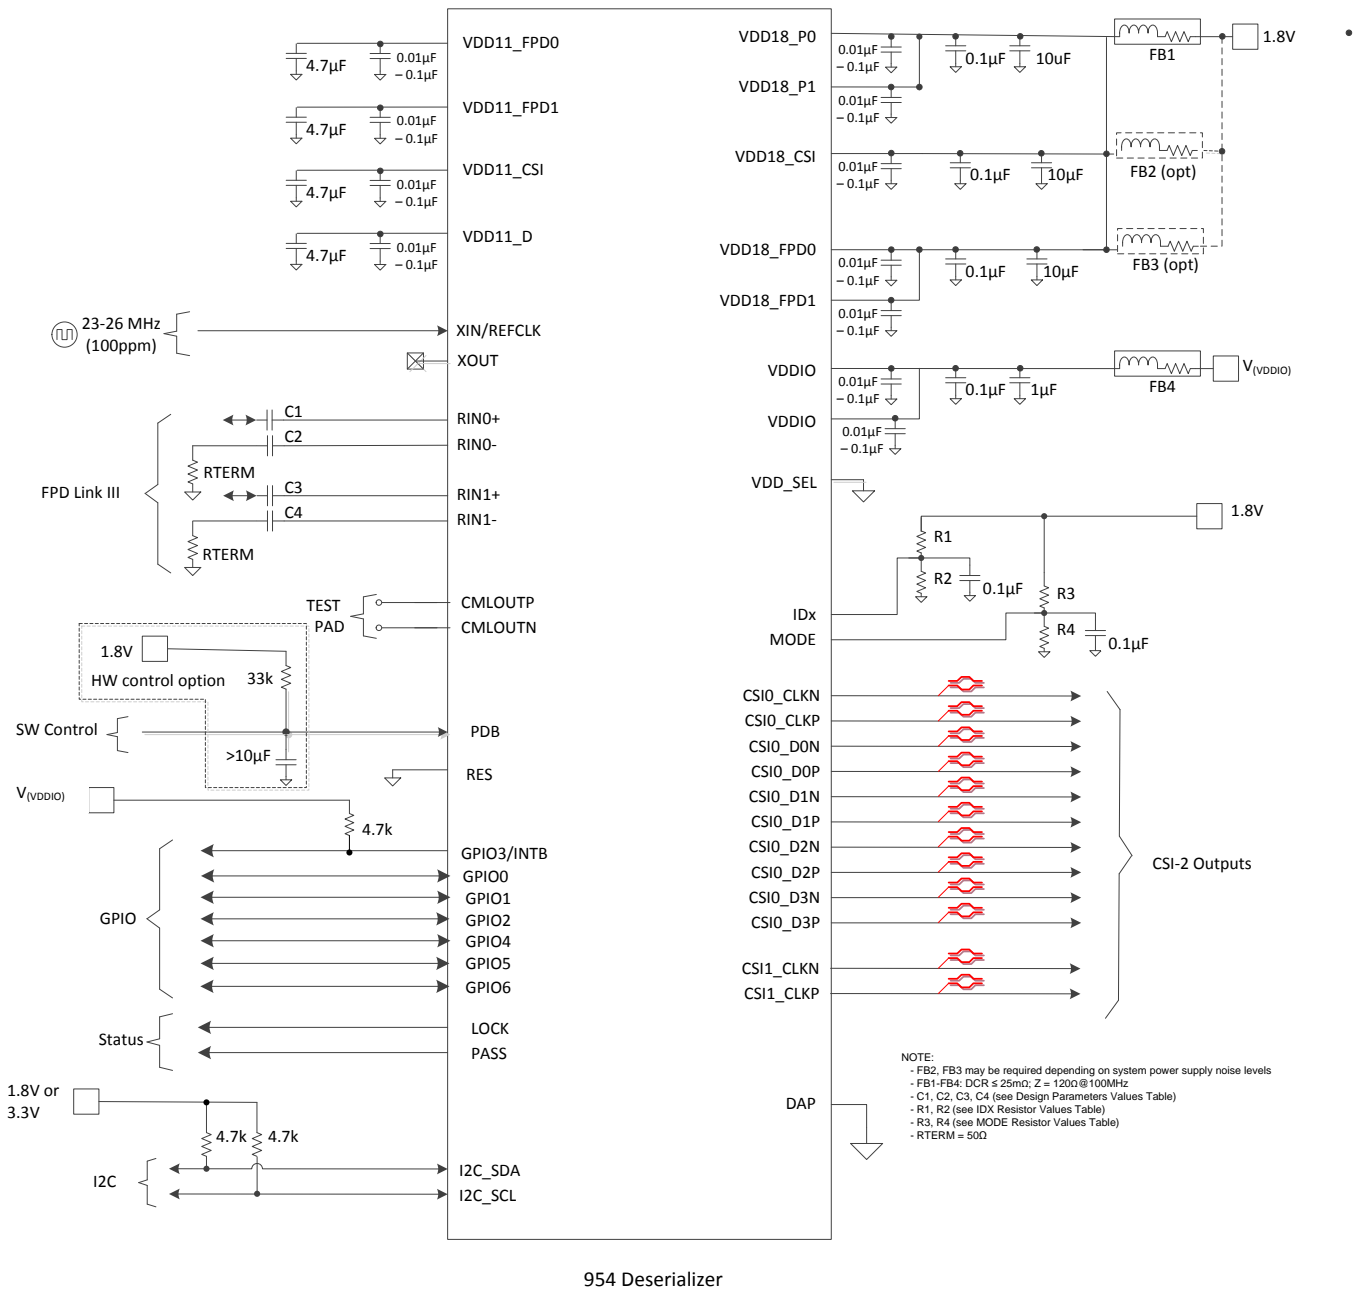 VDD11_FPD0
4.7µF
0.01µF
– 0.1µF
VDD11_FPD1
4.7µF
0.01µF
– 0.1µF
VDD11_CSI
4.7µF
0.01µF
– 0.1µF
VDD11_D
4.7µF
0.01µF
– 0.1µF
23-26 MHz
(100ppm)
XIN/REFCLK
XOUT
FPD Link III
C1
RIN0+
C2
RIN0-
RTERM
C3
RIN1+
C4
RIN1-
RTERM
TEST
PAD
CMLOUTP
CMLOUTN
1.8V
HW control option
33k
SW Control
PDB
>10µF
RES
V(VDDIO)
4.7k
GPIO
GPIO3/INTB
GPIO0
GPIO1
GPIO2
GPIO4
GPIO5
GPIO6
Status
LOCK
PASS
1.8V or
3.3V
4.7k
4.7k
I2C
I2C_SDA
I2C_SCL
VDD18_P0
0.01µF
– 0.1µF
0.1µF
10uF
FB1
1.8V
VDD18_P1
0.01µF
– 0.1µF
VDD18_CSI
0.01µF
– 0.1µF
0.1µF
10µF
FB2 (opt)
VDD18_FPD0
0.01µF
– 0.1µF
0.1µF
10µF
FB3 (opt)
VDD18_FPD1
0.01µF
– 0.1µF
VDDIO
0.01µF
– 0.1µF
0.1µF
1µF
FB4
V(VDDIO)
VDDIO
0.01µF
– 0.1µF
VDD_SEL
1.8V
R1
R2
0.1µF
R3
R4
0.1µF
IDx
MODE
CSI0_CLKN
CSI0_CLKP
CSI0_D0N
CSI0_D0P
CSI0_D1N
CSI0_D1P
CSI0_D2N
CSI0_D2P
CSI0_D3N
CSI0_D3P
CSI1_CLKN
CSI1_CLKP
CSI-2 Outputs
DAP
NOTE:
- FB2, FB3 may be required depending on system power supply noise levels
- FB1-FB4: DCR ≤ 25mΩ; Z = 120Ω@100MHz
- C1, C2, C3, C4 (see Design Parameters Values Table)
- R1, R2 (see IDX Resistor Values Table)
- R3, R4 (see MODE Resistor Values Table)
- RTERM = 50Ω
954 Deserializer